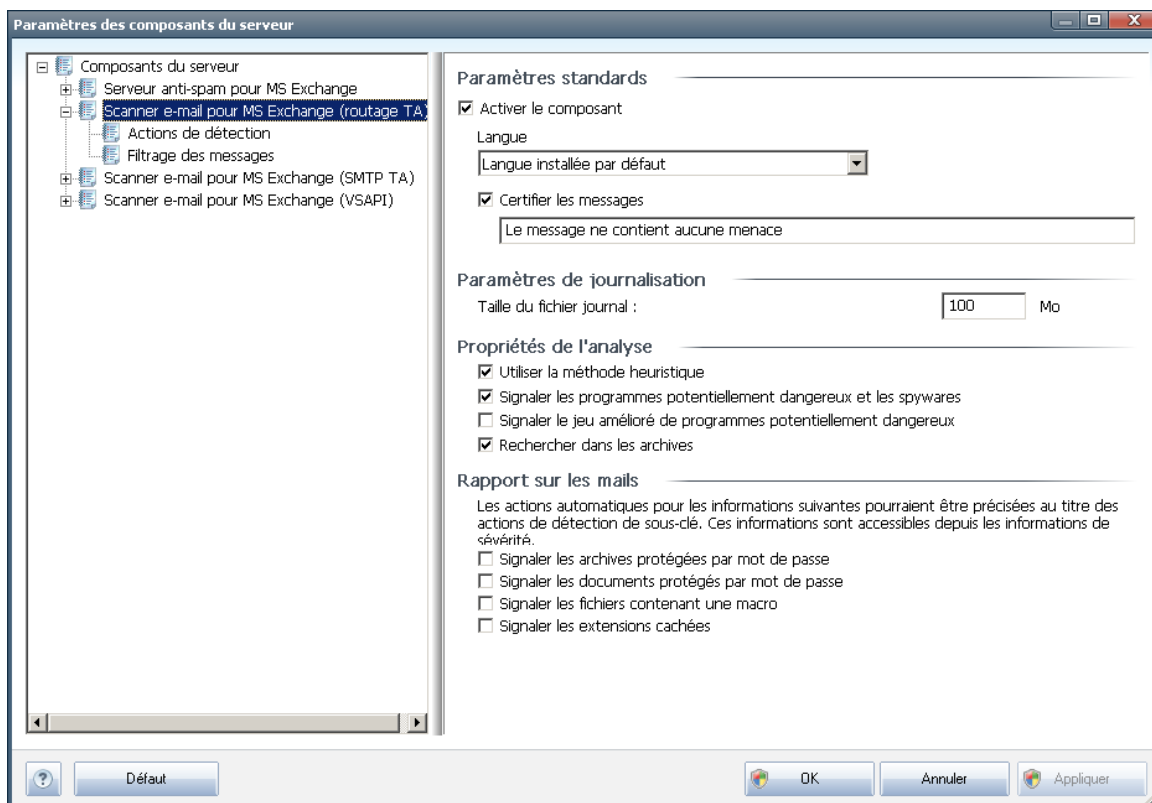 Paramètres des composants du serveur
Composants du serveur
Serveur anti-spam pour MS Exchange
Scanner e-mail pour MS Exchange (routage TA)
Actions de détection
Filtrage des messages
Scanner e-mail pour MS Exchange (SMTP TA)
Scanner e-mail pour MS Exchange (VSAPI)
Paramètres standards
Activer le composant
Langue
Langue installée par défaut
Certifier les messages
Le message ne contient aucune menace
Paramètres de journalisation
Taille du fichier journal : 100 Mo
Propriétés de l'analyse
Utiliser la méthode heuristique
Signaler les programmes potentiellement dangereux et les spywares
Signaler le jeu amélioré de programmes potentiellement dangereux
Rechercher dans les archives
Rapport sur les mails
Les actions automatiques pour les informations suivantes pourraient être précisées au titre des
actions de détection de sous-clé. Ces informations sont accessibles depuis les informations de
sévérité.
Signaler les archives protégées par mot de passe
Signaler les documents protégés par mot de passe
Signaler les fichiers contenant une macro
Signaler les extensions cachées
? Défaut OK Annuler Appliquer